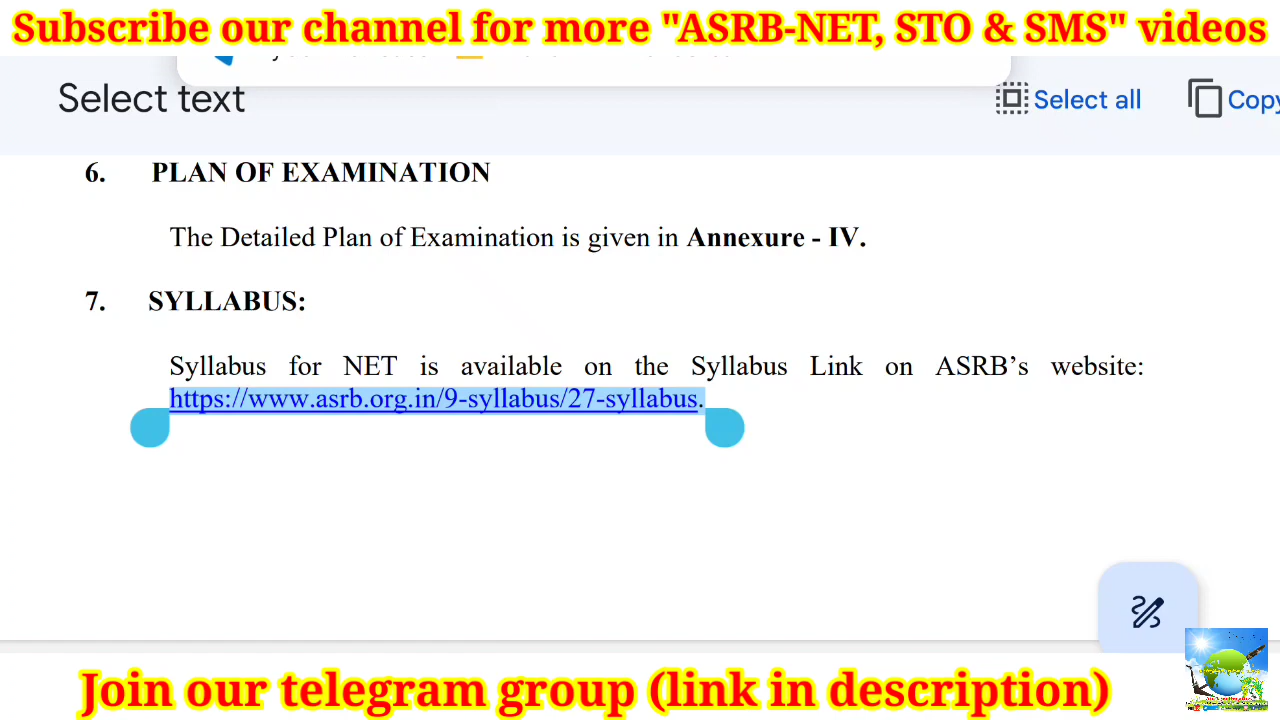 Subscribe our channel for more "ASRB-NET, STO & SMS" videos
Select text
Select all
Copy
6. PLAN OF EXAMINATION
The Detailed Plan of Examination is given in Annexure - IV.
7. SYLLABUS:
Syllabus for NET is available on the Syllabus Link on ASRB’s website:
https://www.asrb.org.in/9-syllabus/27-syllabus.
Join our telegram group (link in description)